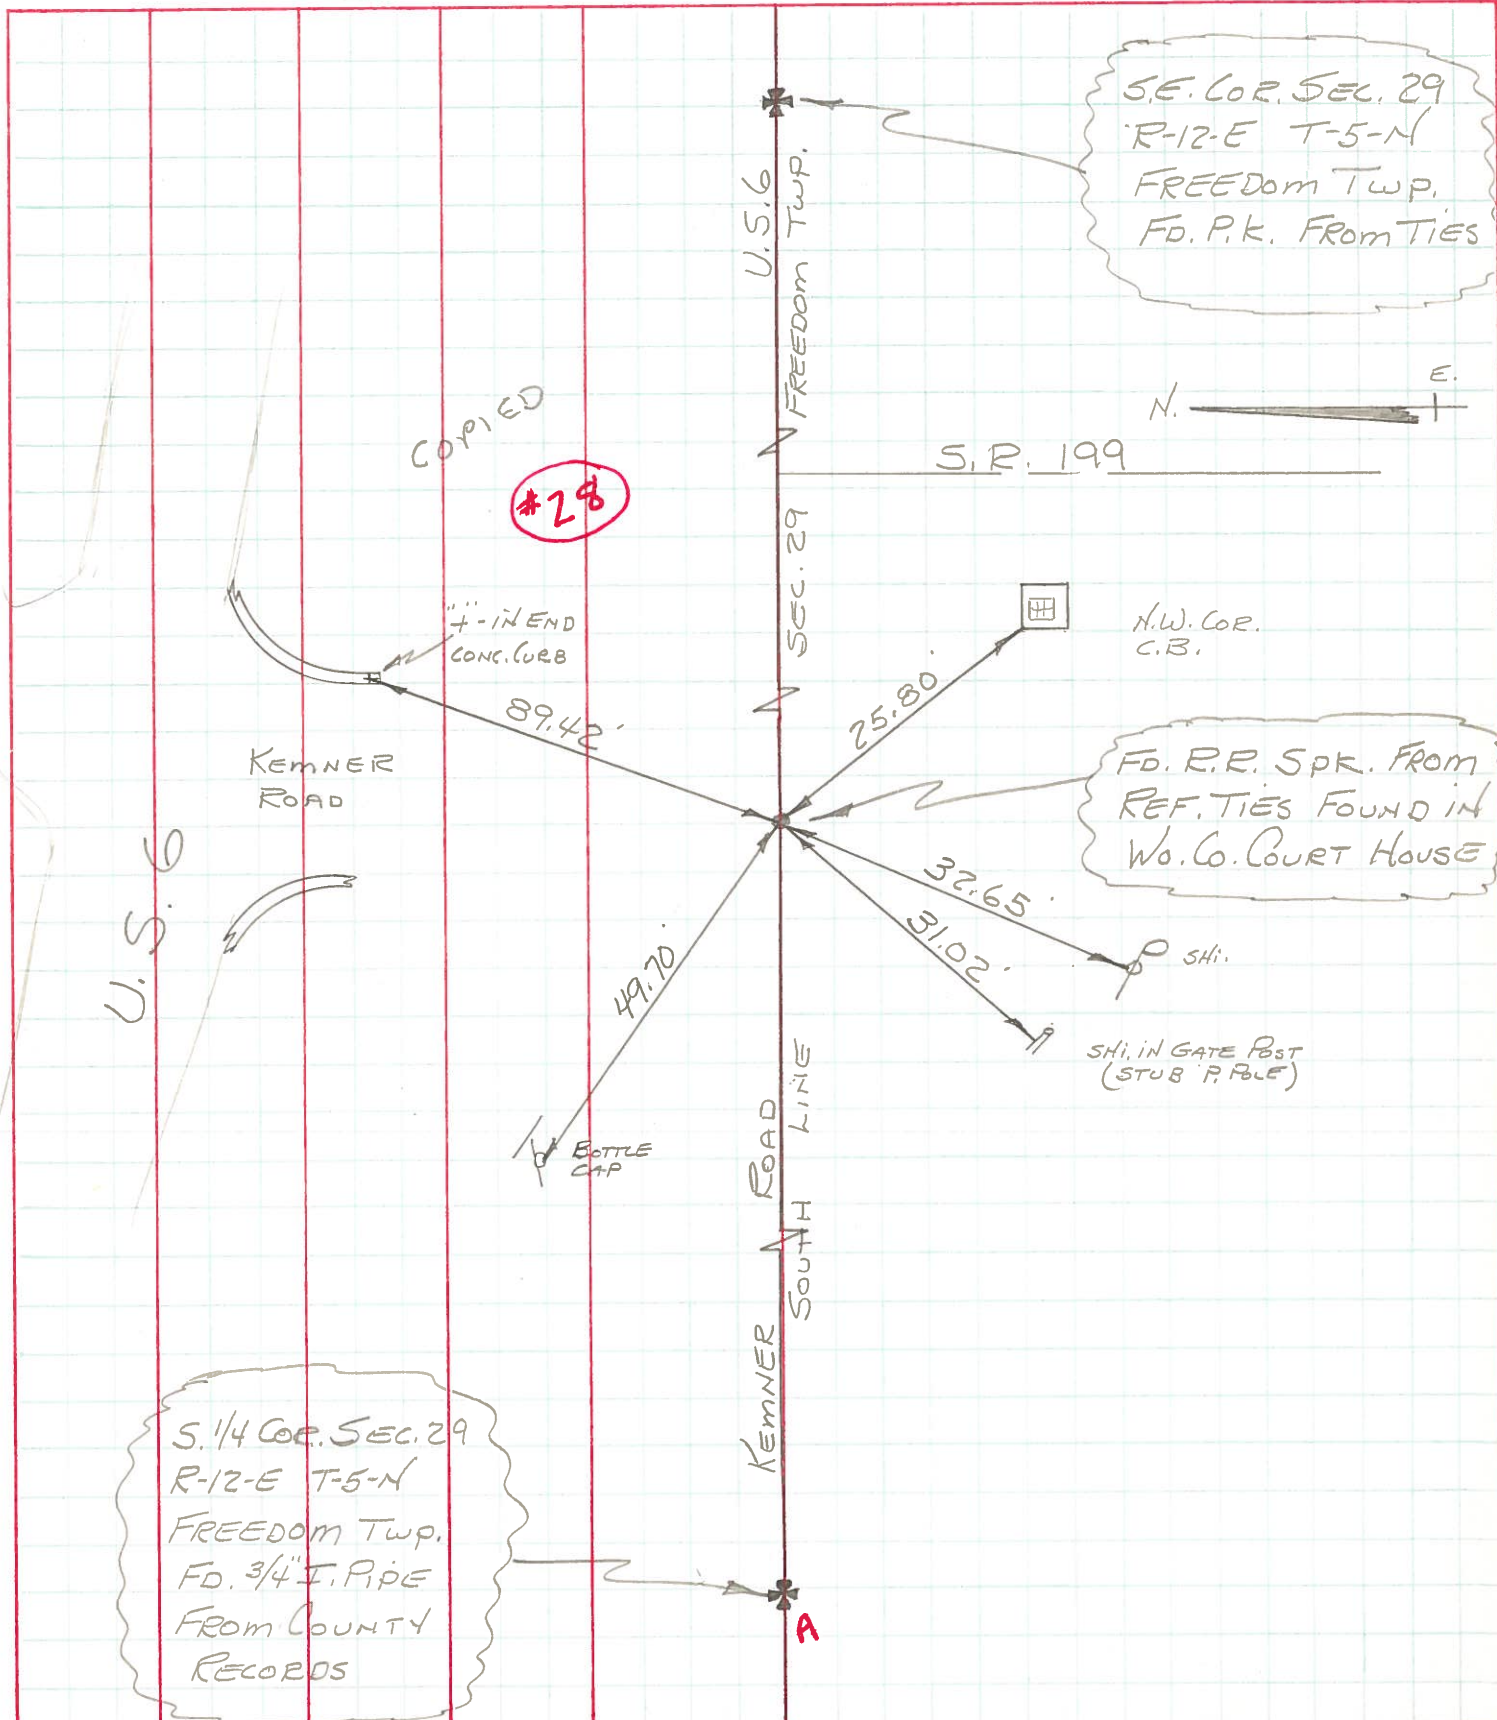 S.E. COR. SEC. 29
R-12-E T-5-N
FREEDOM TWP.
FD. P.K. FROM TIES
U.S. 6
FREEDOM TWP.
N.
E.
COPIED
#28
S.R. 199
SEC. 29
"+" - IN END
CONC. CURB
N.W. COR.
C.B.
89.42'
25.80'
KEMNER
ROAD
FD. R.R. SPK. FROM
REF. TIES FOUND IN
WO. CO. COURT HOUSE
U.S. 6
32.65'
31.02'
49.70'
SHI.
SHI. IN GATE POST
(STUB P. POLE)
BOTTLE
CAP
KEMNER ROAD
SOUTH LINE
S. 1/4 COR. SEC. 29
R-12-E T-5-N
FREEDOM TWP.
FD. 3/4" I. PIPE
FROM COUNTY
RECORDS
A